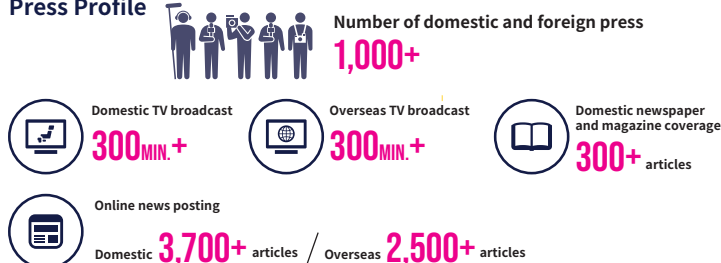 Press Profile
Number of domestic and foreign press
1,000+
Domestic TV broadcast
300MIN.+
Overseas TV broadcast
300MIN.+
Domestic newspaper
and magazine coverage
300+ articles
Online news posting
Domestic 3,700+ articles / Overseas 2,500+ articles